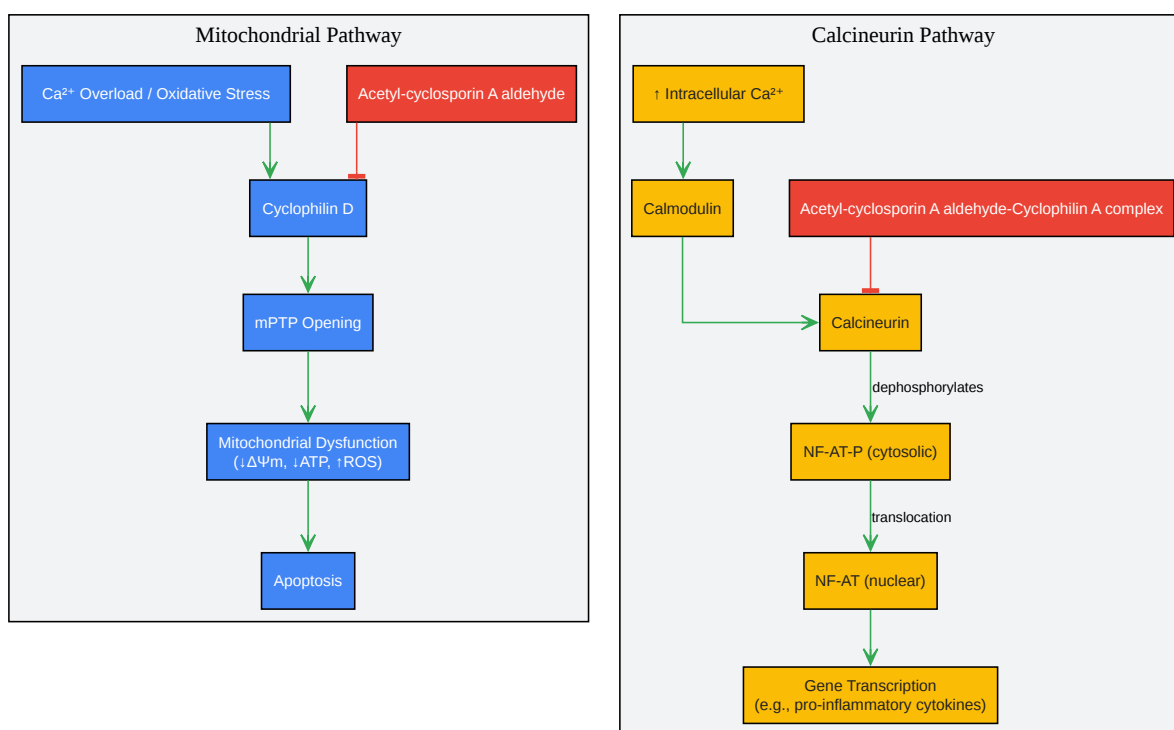 Mitochondrial Pathway
Ca²⁺ Overload / Oxidative Stress
Acetyl-cyclosporin A aldehyde
Cyclophilin D
mPTP Opening
Mitochondrial Dysfunction
(↓ΔΨm, ↓ATP, ↑ROS)
Apoptosis
Calcineurin Pathway
↑ Intracellular Ca²⁺
Calmodulin
Acetyl-cyclosporin A aldehyde-Cyclophilin A complex
Calcineurin
dephosphorylates
NF-AT-P (cytosolic)
translocation
NF-AT (nuclear)
Gene Transcription
(e.g., pro-inflammatory cytokines)